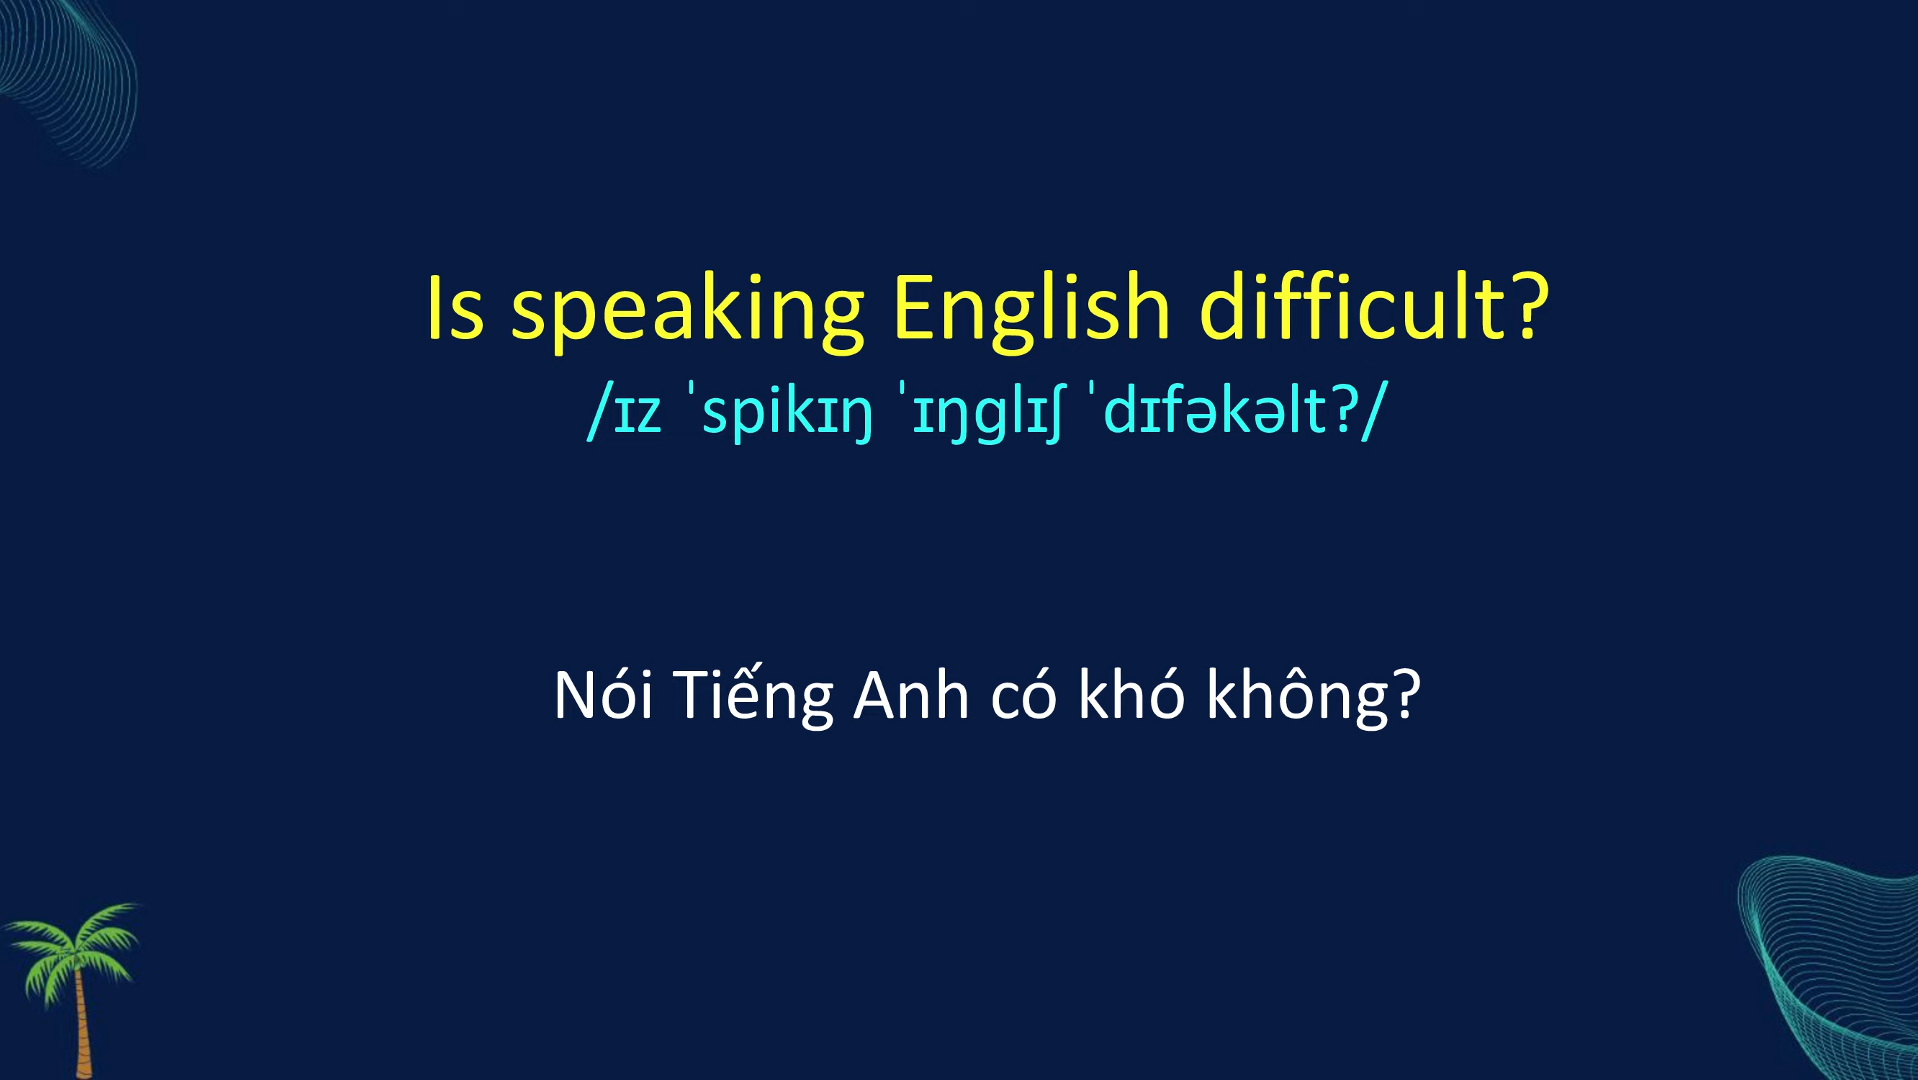 Is speaking English difficult?
/ɪz ˈspikɪŋ ˈɪŋglɪʃ ˈdɪfəkəlt?/
Nói Tiếng Anh có khó không?